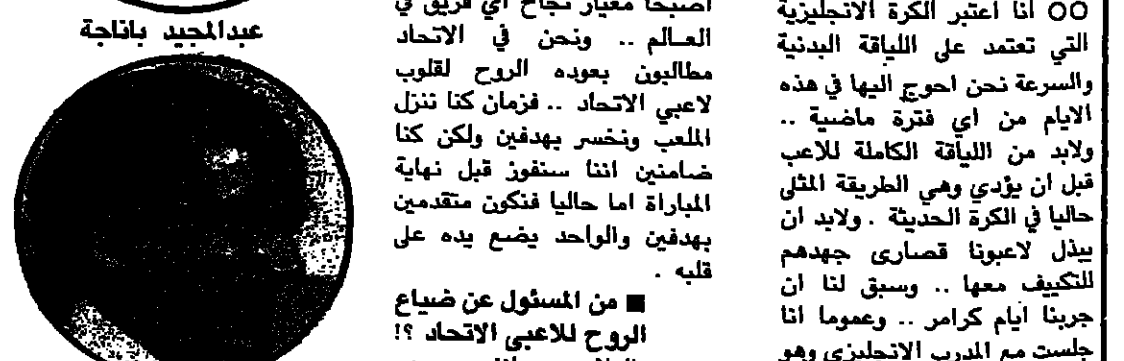 ○○ أنا اعتبر الكرة الانجليزية
التي تعتمد على اللياقة البدنية
والسرعة نحن احوج اليها في هذه
الايام من اي فترة ماضية ..
ولابد من اللياقة الكاملة للاعب
قبل ان يؤدي وهي الطريقة المثلى
حاليا في الكرة الحديثة . ولابد ان
يبذل لاعبونا قصارى جهدهم
للتكييف معها .. وسبق لنا ان
جربنا ايام كرامر .. وعموما انا
جلست مع المدرب الانجليزي وهو
اصبحا معيار نجاح اي فريق في
العالم .. ونحن في الاتحاد
مطالبون بعوده الروح لقلوب
لاعبي الاتحاد .. فزمان كنا ننزل
الملعب ونخسر بهدفين ولكن كنا
ضامنين اننا سنفوز قبل نهاية
المباراة اما حاليا فنكون متقدمين
بهدفين والواحد يضع يده على
قلبه .
■ من المسئول عن ضياع
الروح للاعبي الاتحاد ؟!
عبدالمجيد باناجة